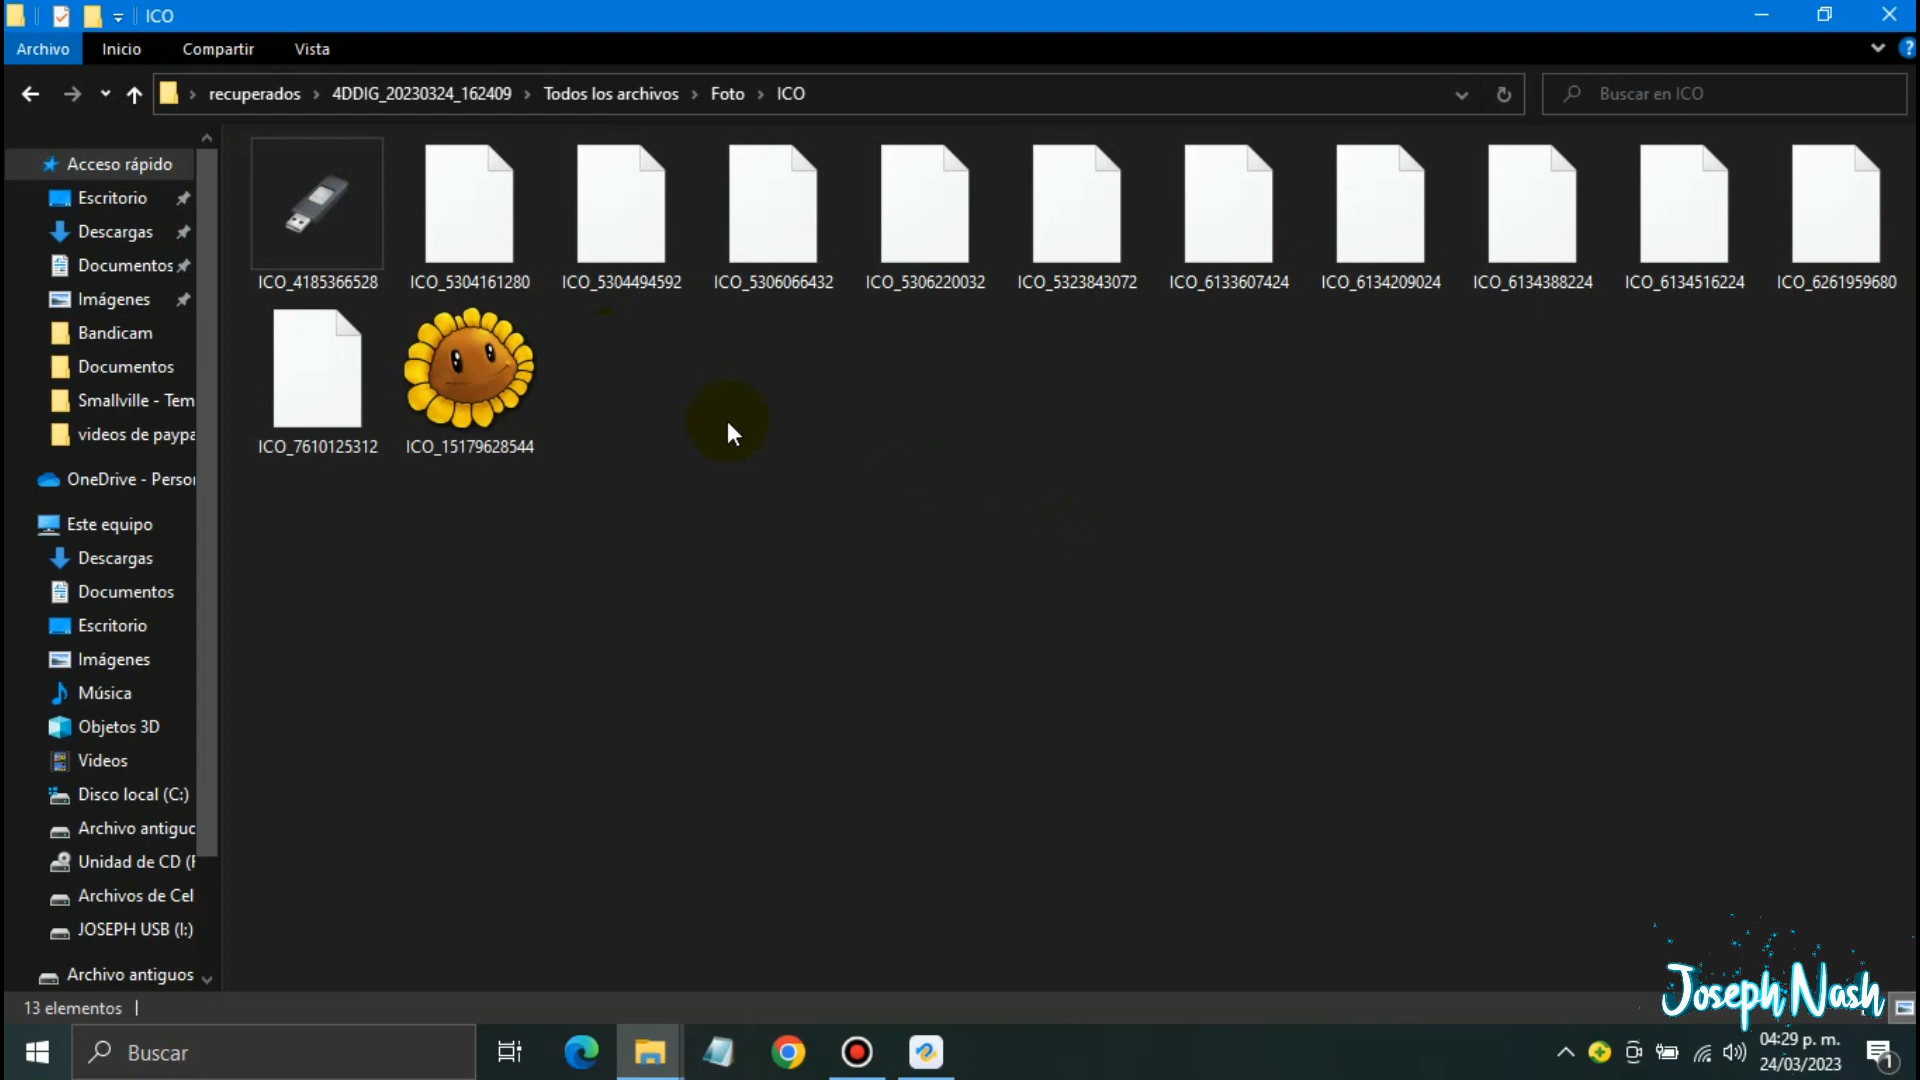 ICO
Archivo Inicio Compartir Vista
recuperados > 4DDIG_20230324_162409 > Todos los archivos > Foto > ICO
Buscar en ICO
Acceso rápido
Escritorio
Descargas
Documentos
Imágenes
Bandicam
Documentos
Smallville - Tem
videos de paypa
OneDrive - Person
Este equipo
Descargas
Documentos
Escritorio
Imágenes
Música
Objetos 3D
Videos
Disco local (C:)
Archivo antiguo
Unidad de CD (F
Archivos de Cel
JOSEPH USB (I:)
Archivo antiguos
ICO_4185366528 ICO_5304161280 ICO_5304494592 ICO_5306066432 ICO_5306220032 ICO_5323843072 ICO_6133607424 ICO_6134209024 ICO_6134388224 ICO_6134516224 ICO_6261959680
ICO_7610125312 ICO_15179628544
13 elementos
Joseph Nash
Buscar
04:29 p. m.
24/03/2023
1